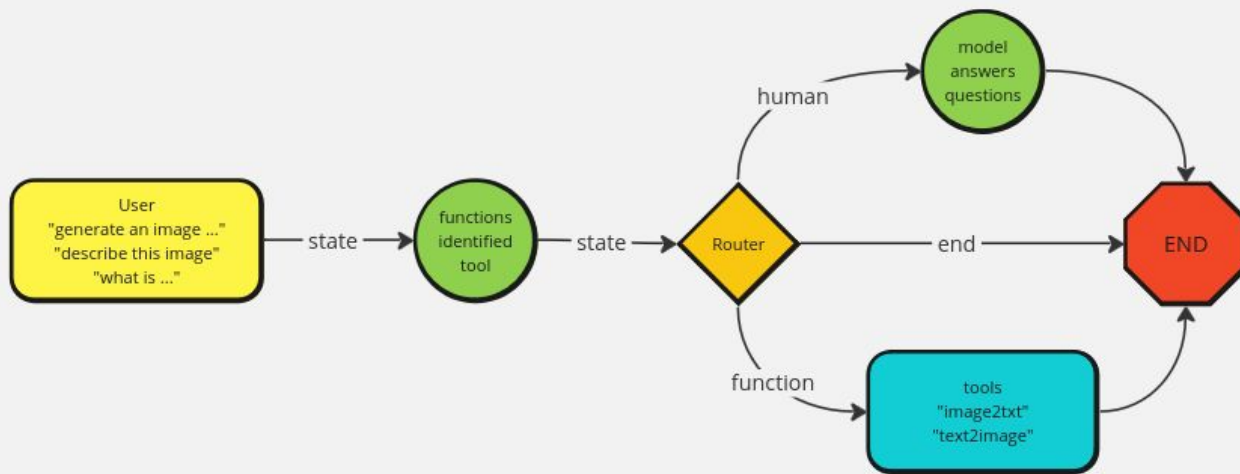 User
"generate an image ..."
"describe this image"
"what is ..."
state
functions
identified
tool
state
Router
human
model
answers
questions
end
END
function
tools
"image2txt"
"text2image"